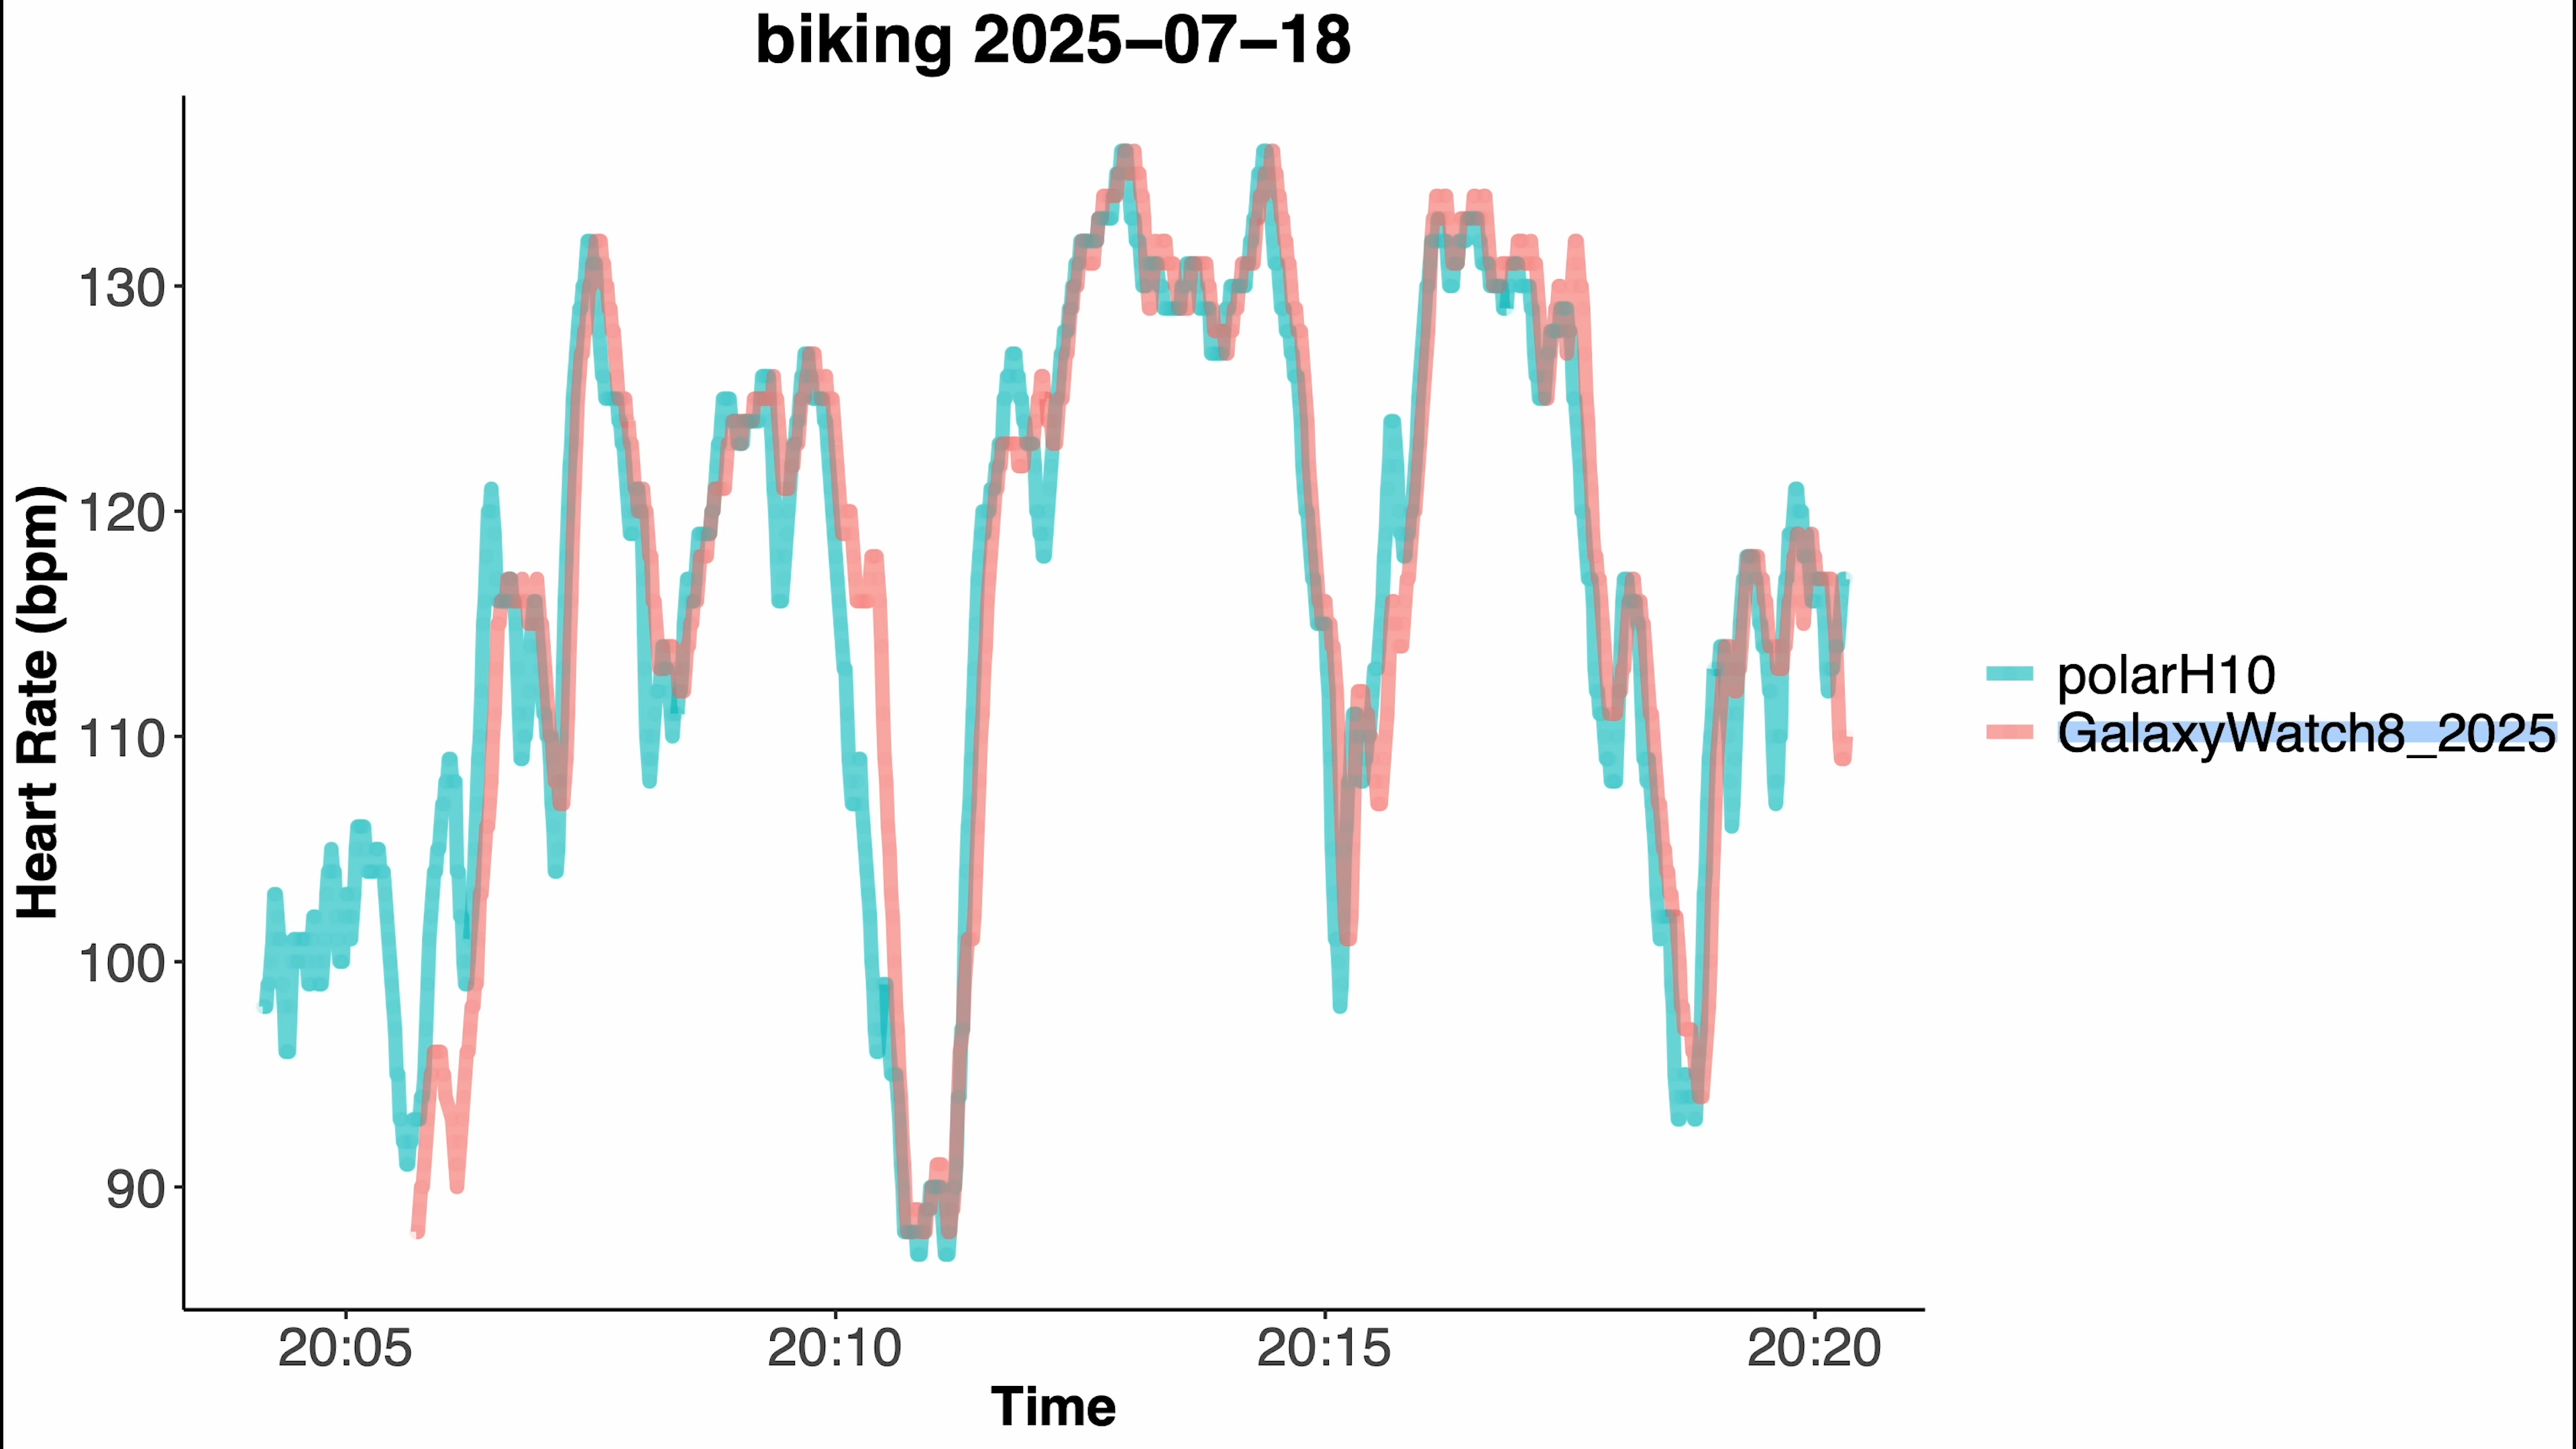 biking 2025–07–18
Heart Rate (bpm)
130
120
110
100
90
20:05
20:10
20:15
20:20
Time
polarH10
GalaxyWatch8_2025